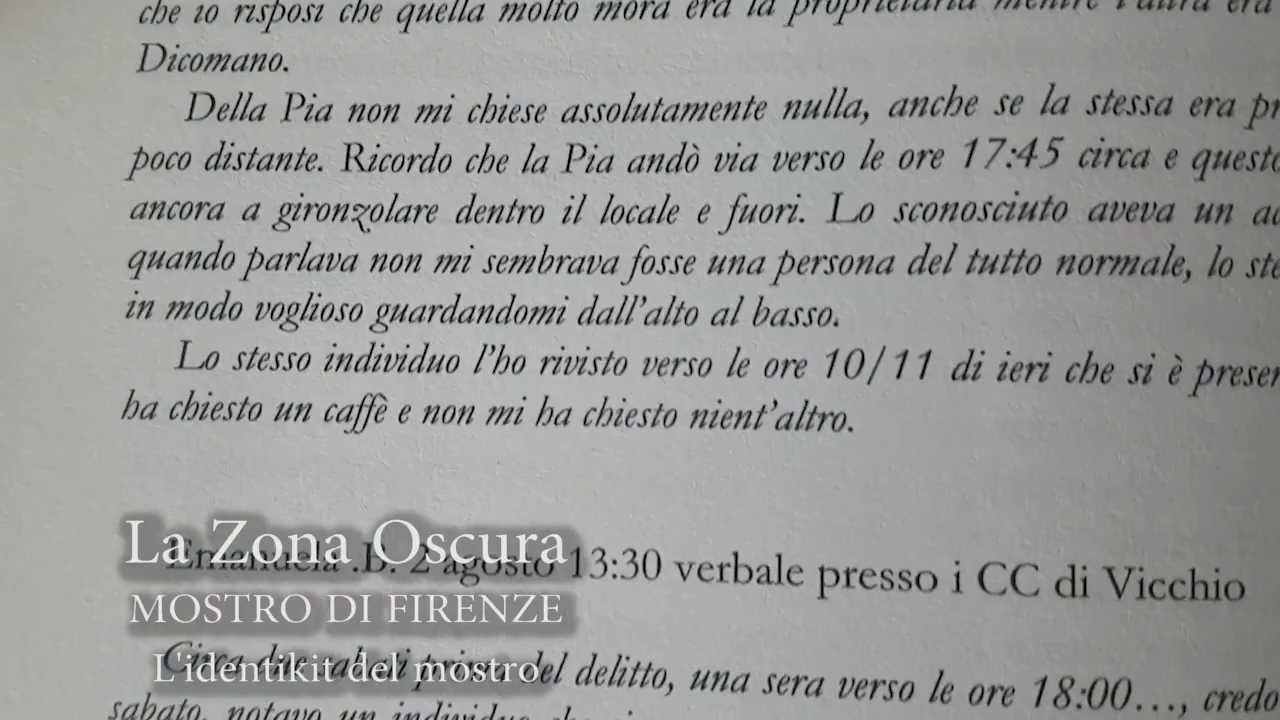 che io risposi che quella molto mora era la proprietaria mentre l'altra era
Dicomano.
Della Pia non mi chiese assolutamente nulla, anche se la stessa era
poco distante. Ricordo che la Pia andò via verso le ore 17:45 circa e
ancora a gironzolare dentro il locale e fuori. Lo sconosciuto aveva un
quando parlava non mi sembrava fosse una persona del tutto normale, lo
in modo voglioso guardandomi dall'alto al basso.
Lo stesso individuo l'ho rivisto verso le ore 10/11 di ieri che si è
ha chiesto un caffè e non mi ha chiesto nient'altro.
La Zona Oscura
Emanuela .B. 2 agosto 13:30 verbale presso i CC di Vicchio
MOSTRO DI FIRENZE
L'identikit del mostro
Circa due sabati prima del delitto, una sera verso le ore 18:00..., credo
sabato, notavo un individuo che